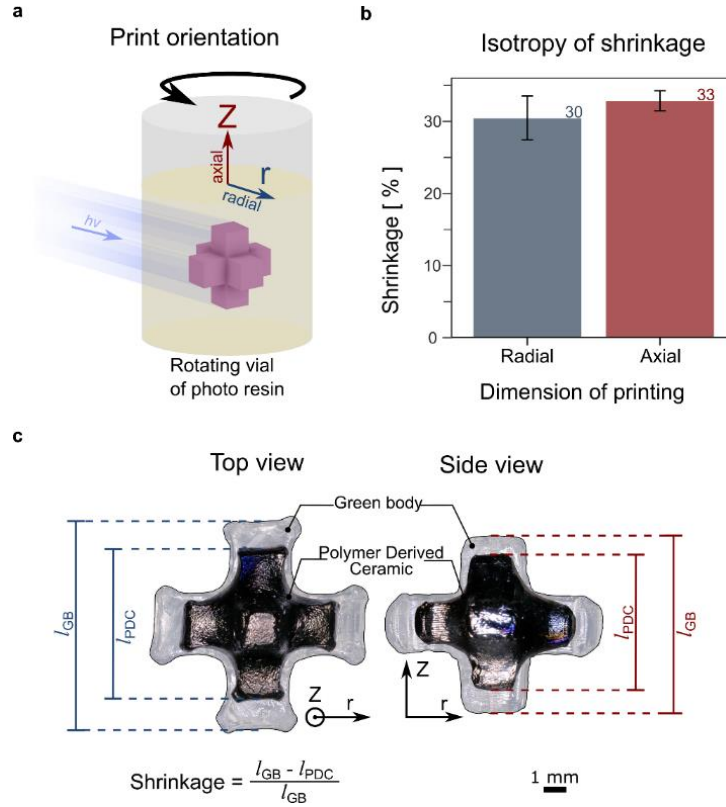 a
Print orientation
Z
axial
r
radial
hv
Rotating vial
of photo resin
b
Isotropy of shrinkage
Shrinkage [ % ]
30
20
10
0
30
33
Radial
Axial
Dimension of printing
c
Top view
Side view
Green body
Polymer Derived
Ceramic
lGB
lPDC
lPDC
lGB
Z
r
Z
r
Shrinkage = lGB - lPDC
lGB
1 mm